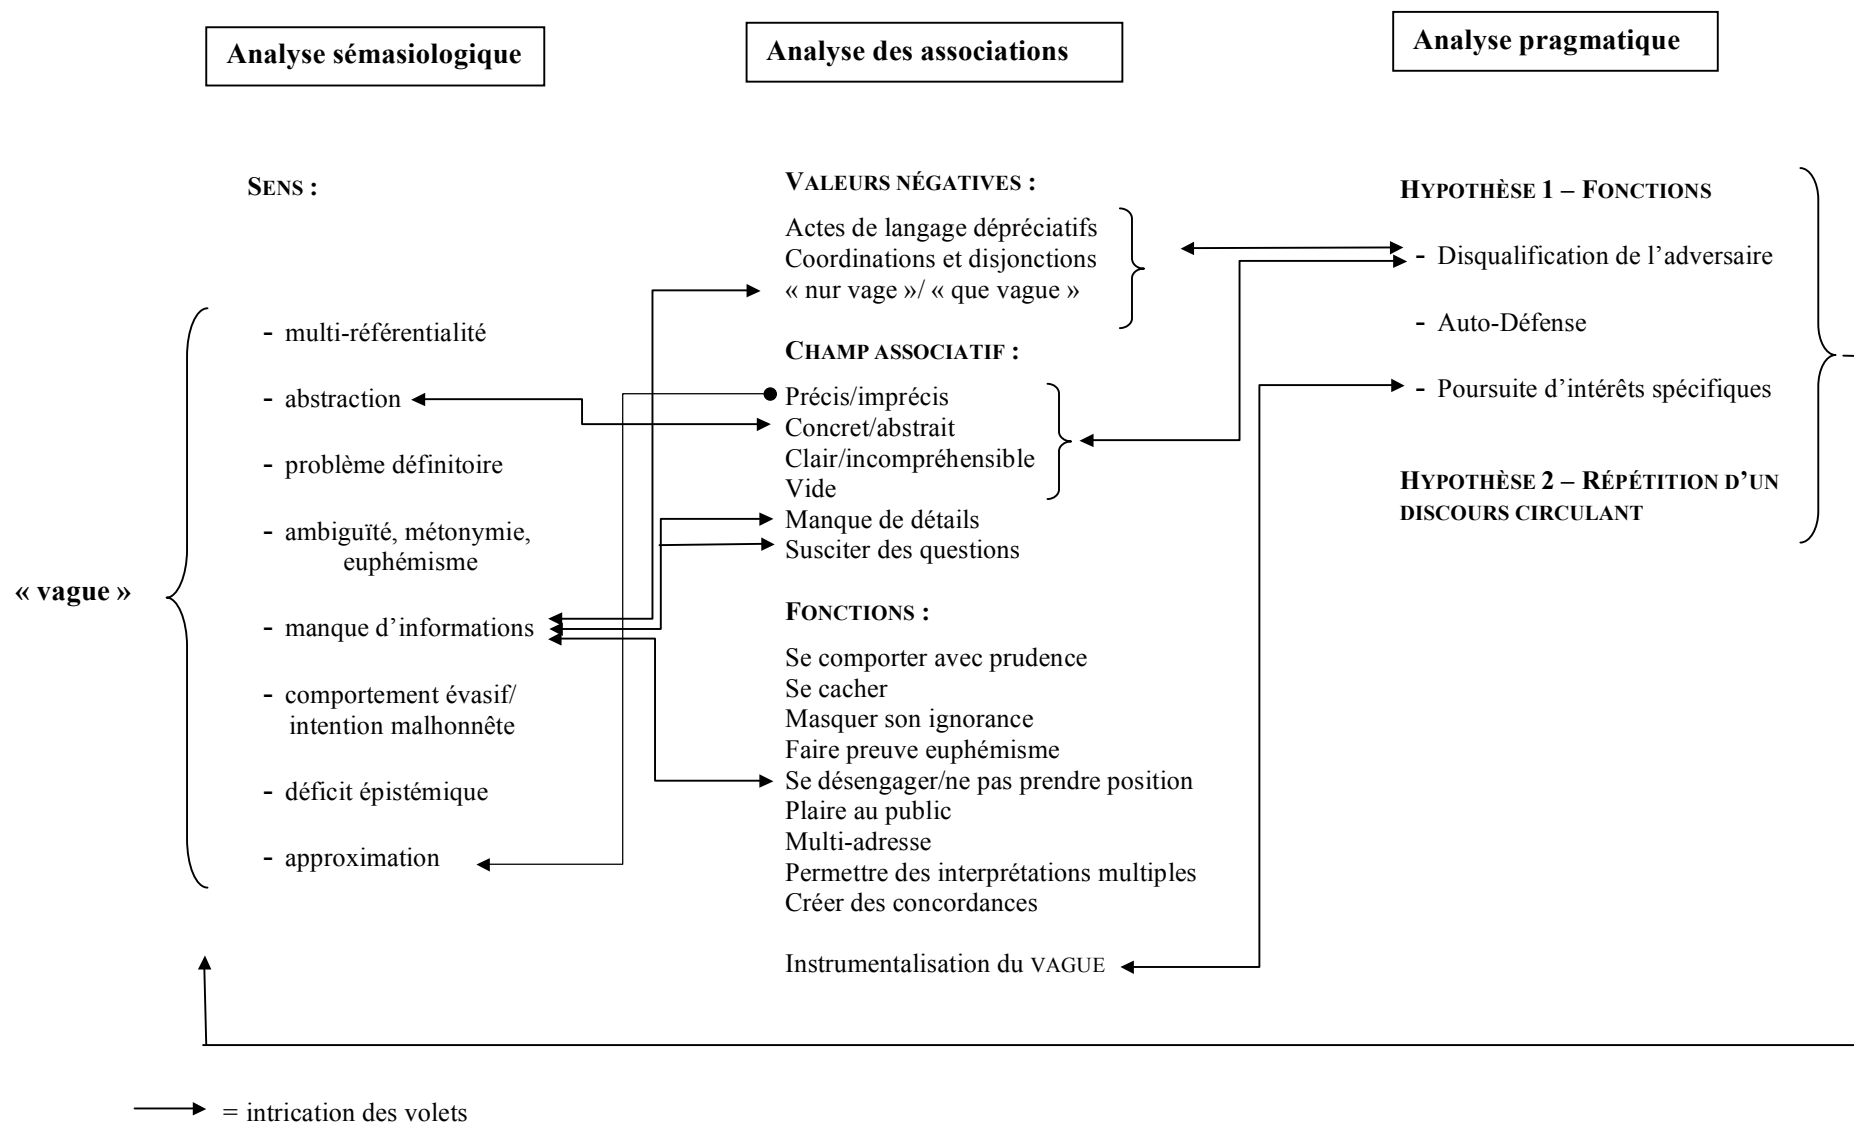 Analyse sémasiologique
Analyse des associations
Analyse pragmatique
« vague »
SENS :
- multi-référentialité
- abstraction
- problème définitoire
- ambiguïté, métonymie,
euphémisme
- manque d’informations
- comportement évasif/
intention malhonnête
- déficit épistémique
- approximation
VALEURS NÉGATIVES :
Actes de langage dépréciatifs
Coordinations et disjonctions
« nur vage »/ « que vague »
CHAMP ASSOCIATIF :
Précis/imprécis
Concret/abstrait
Clair/incompréhensible
Vide
Manque de détails
Susciter des questions
FONCTIONS :
Se comporter avec prudence
Se cacher
Masquer son ignorance
Faire preuve euphémisme
Se désengager/ne pas prendre position
Plaire au public
Multi-adresse
Permettre des interprétations multiples
Créer des concordances
Instrumentalisation du VAGUE
HYPOTHÈSE 1 – FONCTIONS
- Disqualification de l’adversaire
- Auto-Défense
- Poursuite d’intérêts spécifiques
HYPOTHÈSE 2 – RÉPÉTITION D’UN
DISCOURS CIRCULANT
= intrication des volets